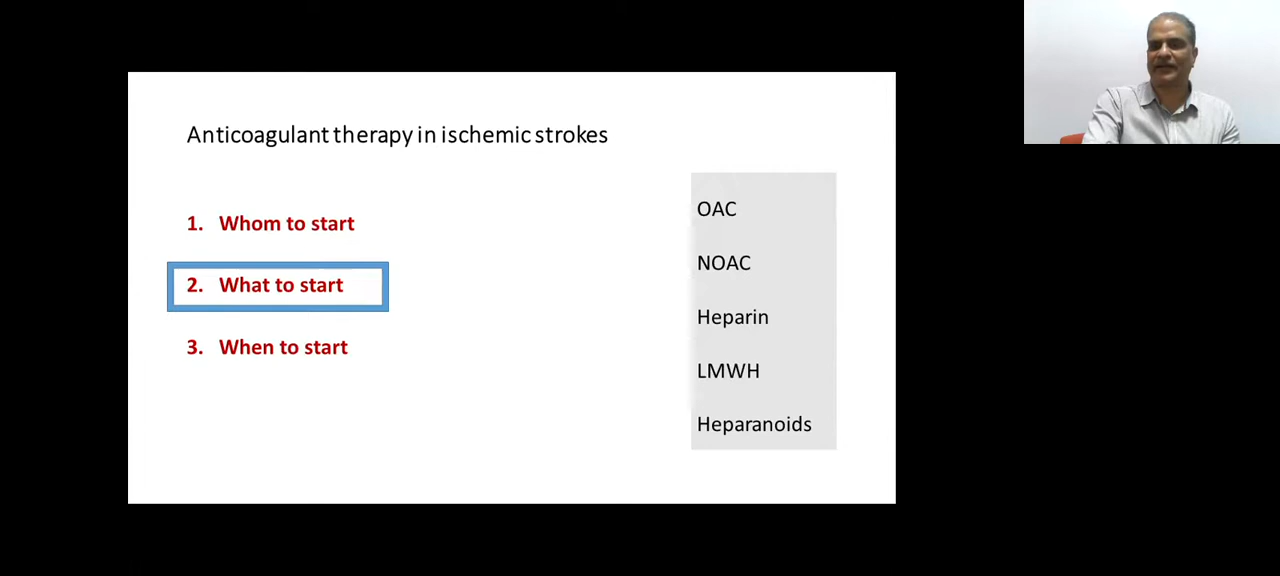 Anticoagulant therapy in ischemic strokes
1. Whom to start
2. What to start
3. When to start
OAC
NOAC
Heparin
LMWH
Heparanoids